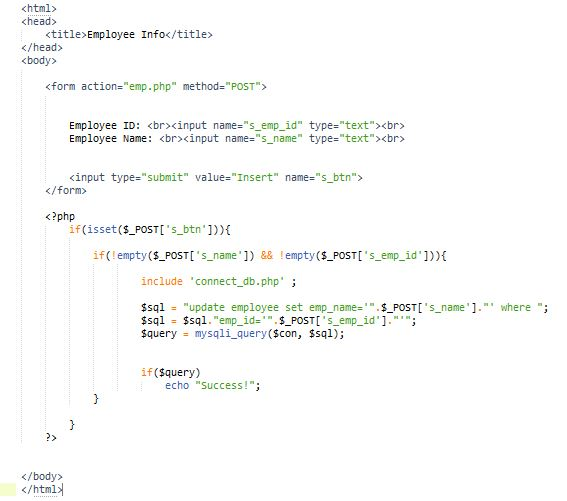 <html>
<head>
<title>Employee Info</title>
</head>
<body>
<form action="emp.php" method="POST">
Employee ID: <br><input name="s_emp_id" type="text"><br>
Employee Name: <br><input name="s_name" type="text"><br>
<input type="submit" value="Insert" name="s_btn">
</form>
<?php
if(isset($_POST['s_btn'])){
if(!empty($_POST['s_name']) && !empty($_POST['s_emp_id'])){
include 'connect_db.php' ;
$sql = "update employee set emp_name='".$_POST['s_name']."' where ";
$sql = $sql."emp_id='".$_POST['s_emp_id']."'";
$query = mysqli_query($con, $sql);
if($query)
echo "Success!";
}
}
?>
</body>
</html>